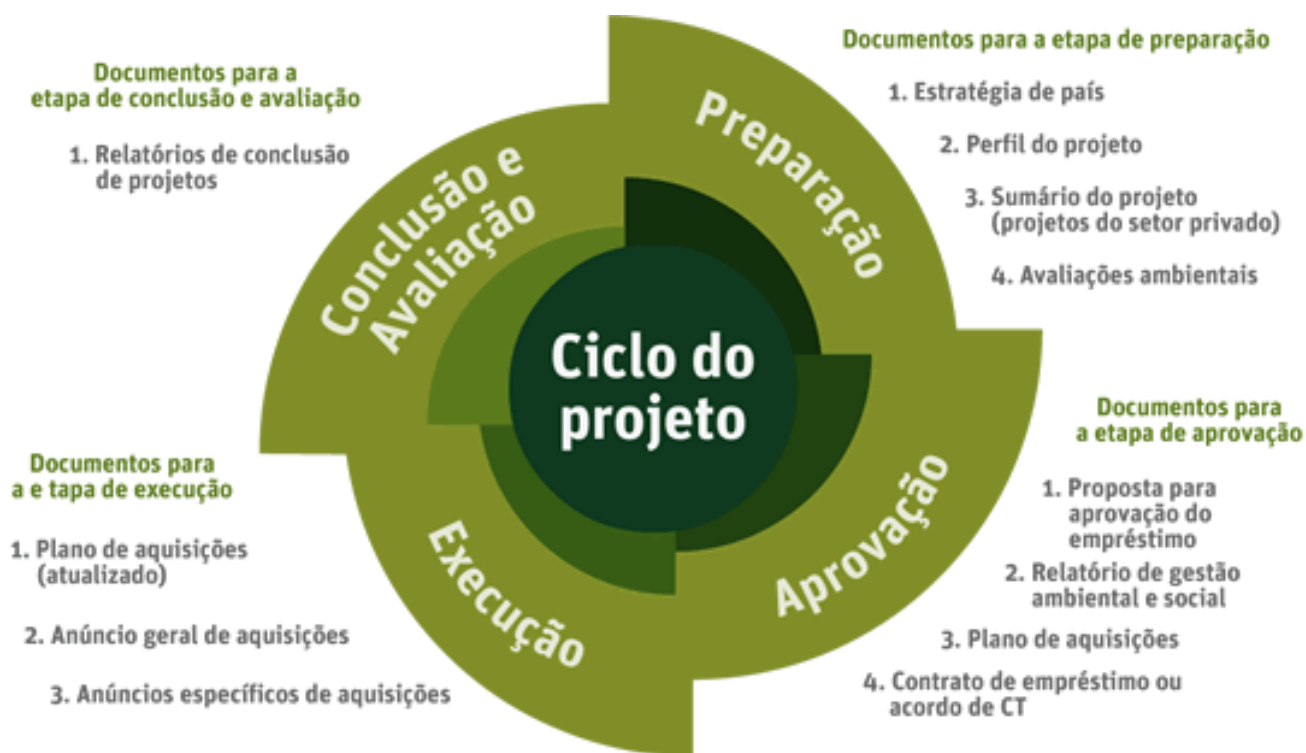 Documentos para a etapa de preparação
1. Estratégia de país
2. Perfil do projeto
3. Sumário do projeto
(projetos do setor privado)
4. Avaliações ambientais
Documentos para
a etapa de aprovação
1. Proposta para
aprovação do
empréstimo
2. Relatório de gestão
ambiental e social
3. Plano de aquisições
4. Contrato de empréstimo ou
acordo de CT
Documentos para
a e tapa de execução
1. Plano de aquisições
(atualizado)
2. Anúncio geral de aquisições
3. Anúncios específicos de aquisições
Documentos para a
etapa de conclusão e avaliação
1. Relatórios de conclusão
de projetos
Preparação
Aprovação
Execução
Conclusão e
Avaliação
Ciclo do
projeto